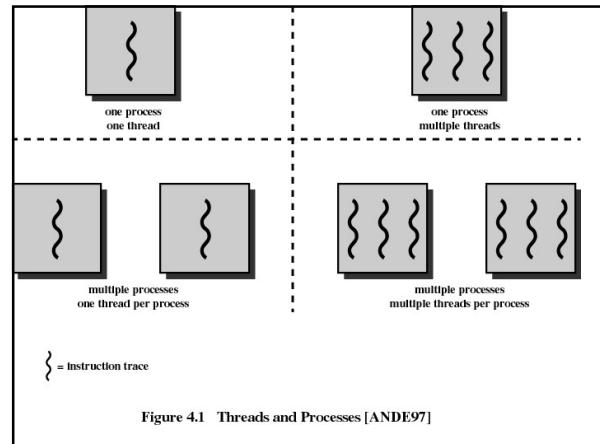 one process
one thread
one process
multiple threads
multiple processes
one thread per process
multiple processes
multiple threads per process
= instruction trace
Figure 4.1 Threads and Processes [ANDE97]